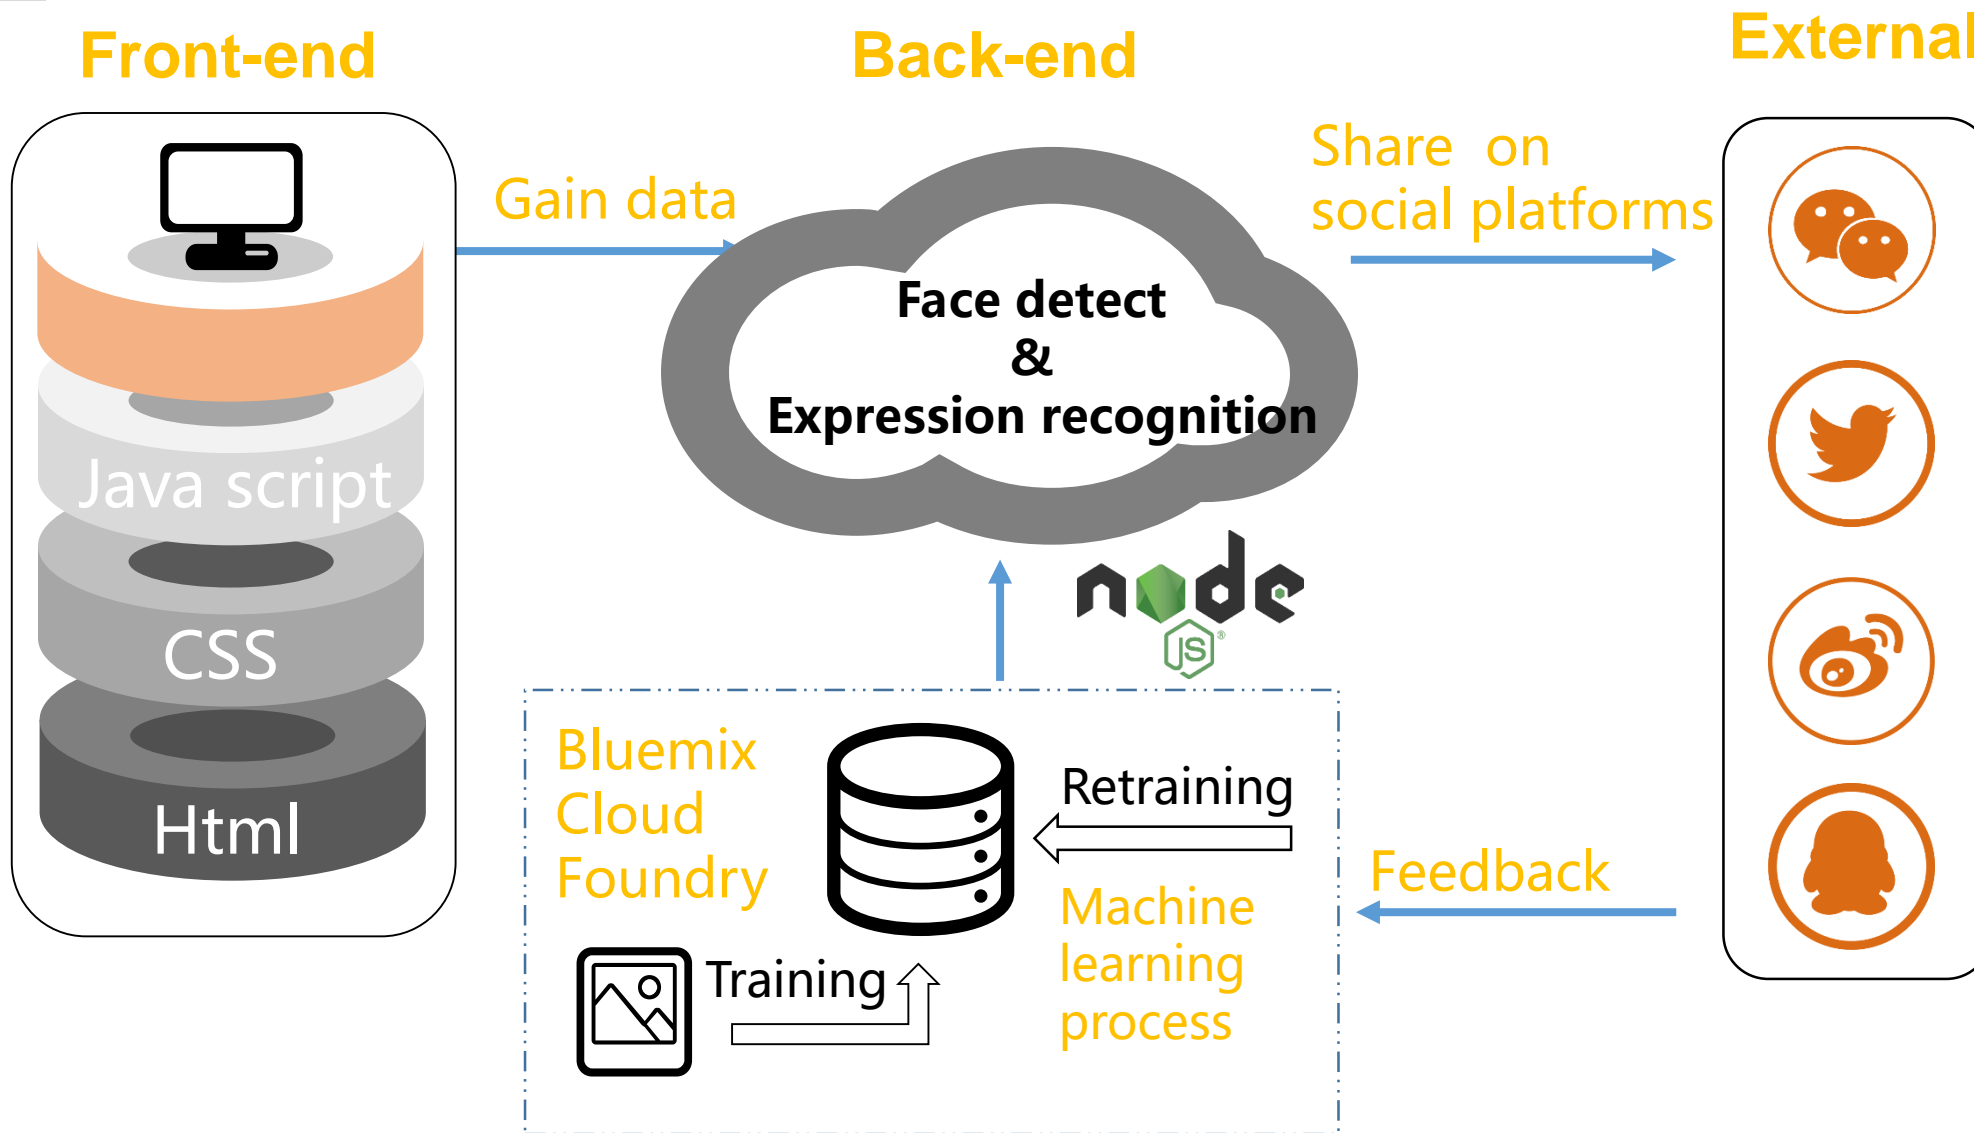 Front-end
Back-end
External
Gain data
Share on
social platforms
Face detect
&
Expression recognition
Java script
CSS
Html
node
JS®
Bluemix
Cloud
Foundry
Retraining
Machine
learning
process
Training
Feedback